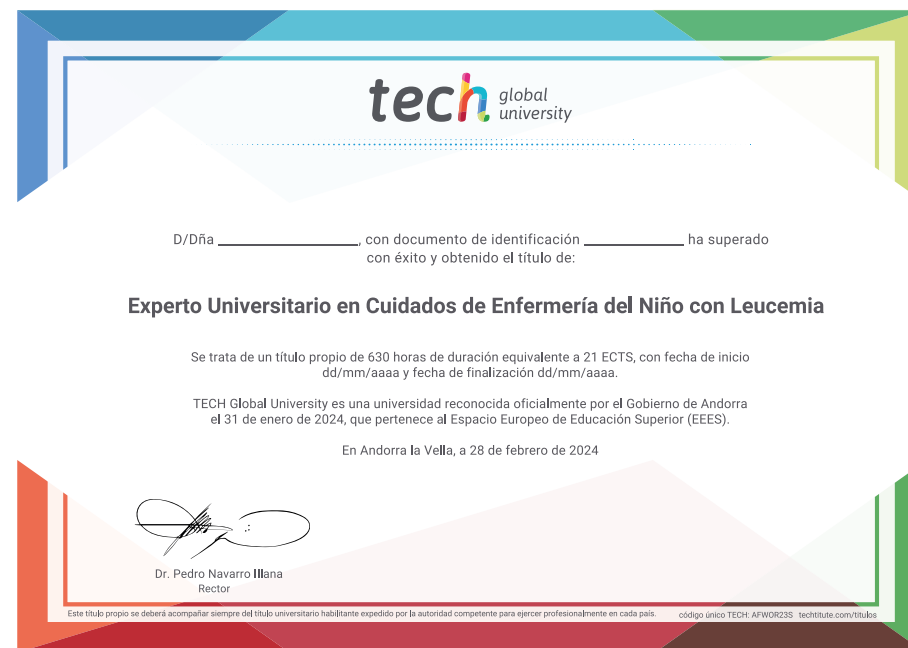 tech global university
D/Dña ________________, con documento de identificación ____________ ha superado
con éxito y obtenido el título de:
Experto Universitario en Cuidados de Enfermería del Niño con Leucemia
Se trata de un título propio de 630 horas de duración equivalente a 21 ECTS, con fecha de inicio
dd/mm/aaaa y fecha de finalización dd/mm/aaaa.
TECH Global University es una universidad reconocida oficialmente por el Gobierno de Andorra
el 31 de enero de 2024, que pertenece al Espacio Europeo de Educación Superior (EEES).
En Andorra la Vella, a 28 de febrero de 2024
Dr. Pedro Navarro Illana
Rector
Este título propio se deberá acompañar siempre del título universitario habilitante expedido por la autoridad competente para ejercer profesionalmente en cada país.
código único TECH: AFWOR23S techtitute.com/titulos